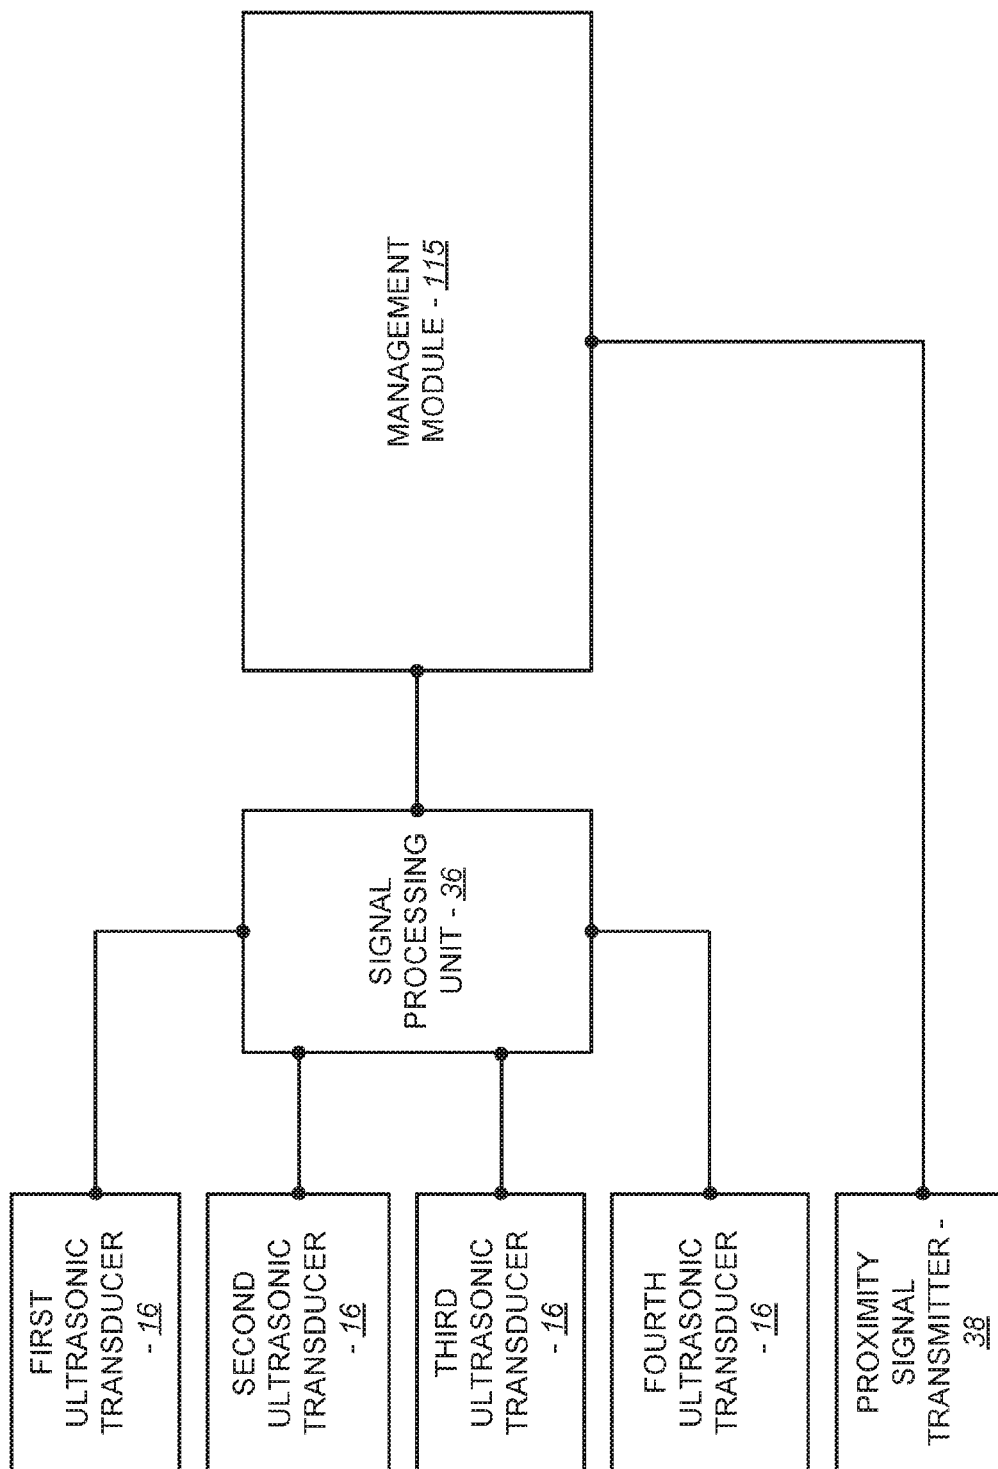 MANAGEMENT
MODULE - 115
SIGNAL
PROCESSING
UNIT - 36
FIRST
ULTRASONIC
TRANSDUCER
- 16
SECOND
ULTRASONIC
TRANSDUCER
- 16
THIRD
ULTRASONIC
TRANSDUCER
- 16
FOURTH
ULTRASONIC
TRANSDUCER
- 16
PROXIMITY
SIGNAL
TRANSMITTER -
38